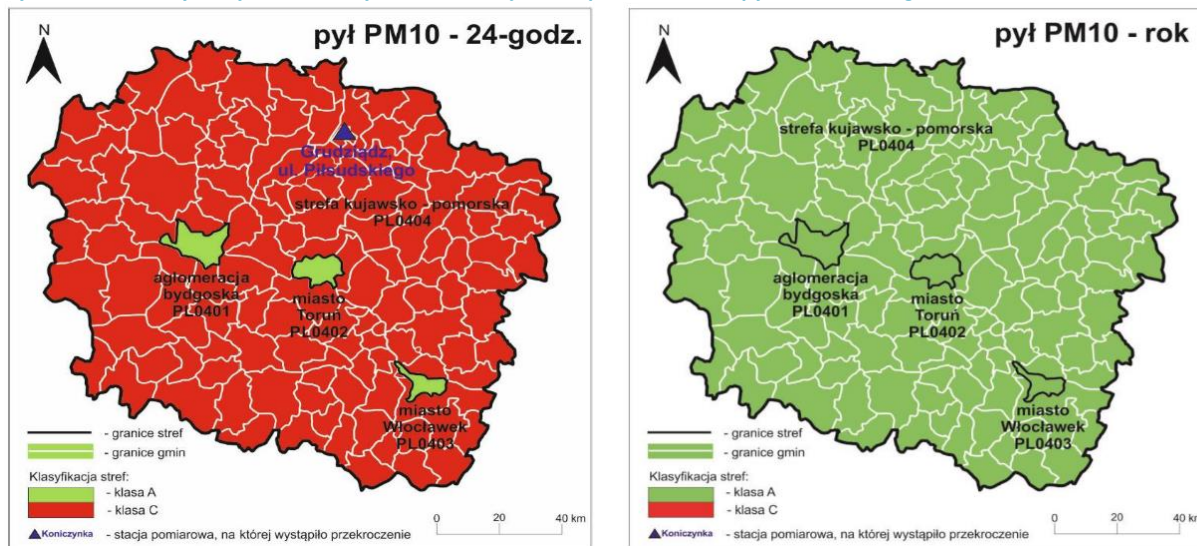 pył PM10 - 24-godz.
N
Grudziądz,
ul. Piłsudskiego
strefa kujawsko - pomorska
PL0404
aglomeracja
bydgoska
PL0401
miasto
Toruń
PL0402
miasto
Włocławek
PL0403
- granice stref
- granice gmin
Klasyfikacja stref:
- klasa A
- klasa C
Koniczynka - stacja pomiarowa, na której wystąpiło przekroczenie
0 20 40 km
pył PM10 - rok
N
strefa kujawsko - pomorska
PL0404
aglomeracja
bydgoska
PL0401
miasto
Toruń
PL0402
miasto
Włocławek
PL0403
- granice stref
- granice gmin
Klasyfikacja stref:
- klasa A
- klasa C
Koniczynka - stacja pomiarowa, na której wystąpiło przekroczenie
0 20 40 km